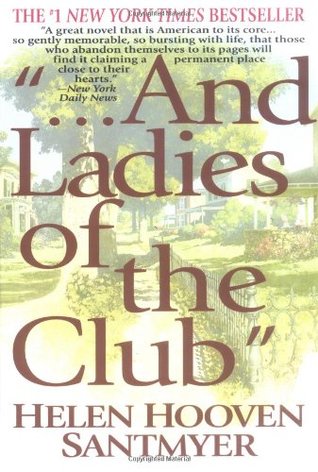 THE #1 NEW YORK TIMES BESTSELLER
"A great novel that is American to its core...
so gently memorable, so bursting with life, that those
who abandon themselves to its pages will
find it claiming a permanent place
close to their
hearts."
—New York
Daily News
"...And
Ladies
of the
Club"
HELEN HOOVEN
SANTMYER
Copyrighted Material